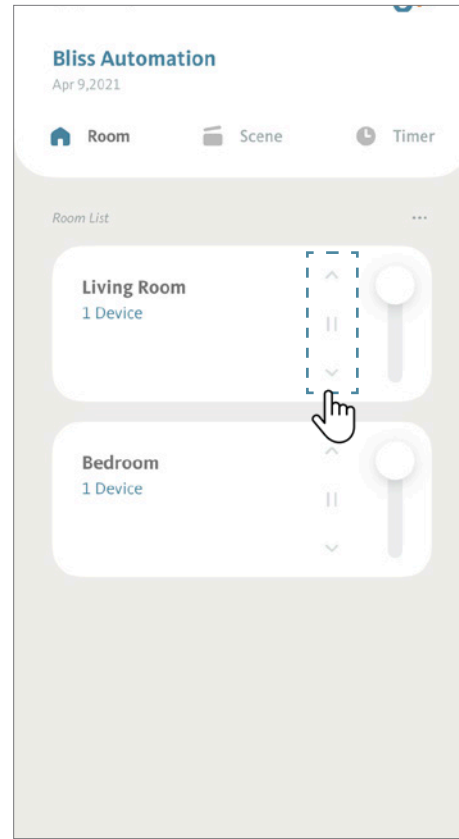 Bliss Automation
Apr 9,2021
Room Scene Timer
Room List
Living Room
1 Device
Bedroom
1 Device